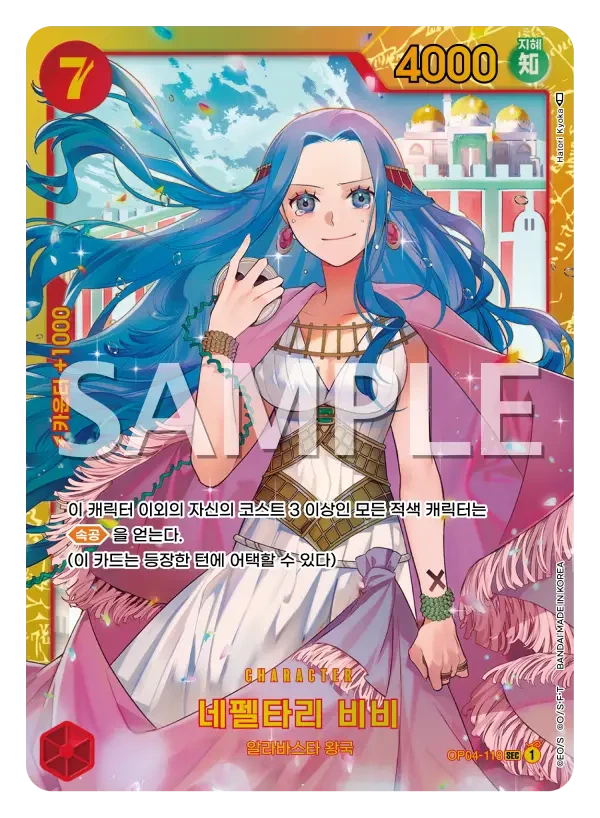 7
4000
지혜
知
Hatori Kyoka
카운터 +1000
SAMPLE
이 캐릭터 이외의 자신의 코스트 3 이상인 모든 적색 캐릭터는
속공 을 얻는다.
(이 카드는 등장한 턴에 어택할 수 있다)
CHARACTER
네펠타리 비비
알라바스타 왕국
OP04-118 SEC 1
©EO/S ©O/S·F·T BANDAI MADE IN KOREA